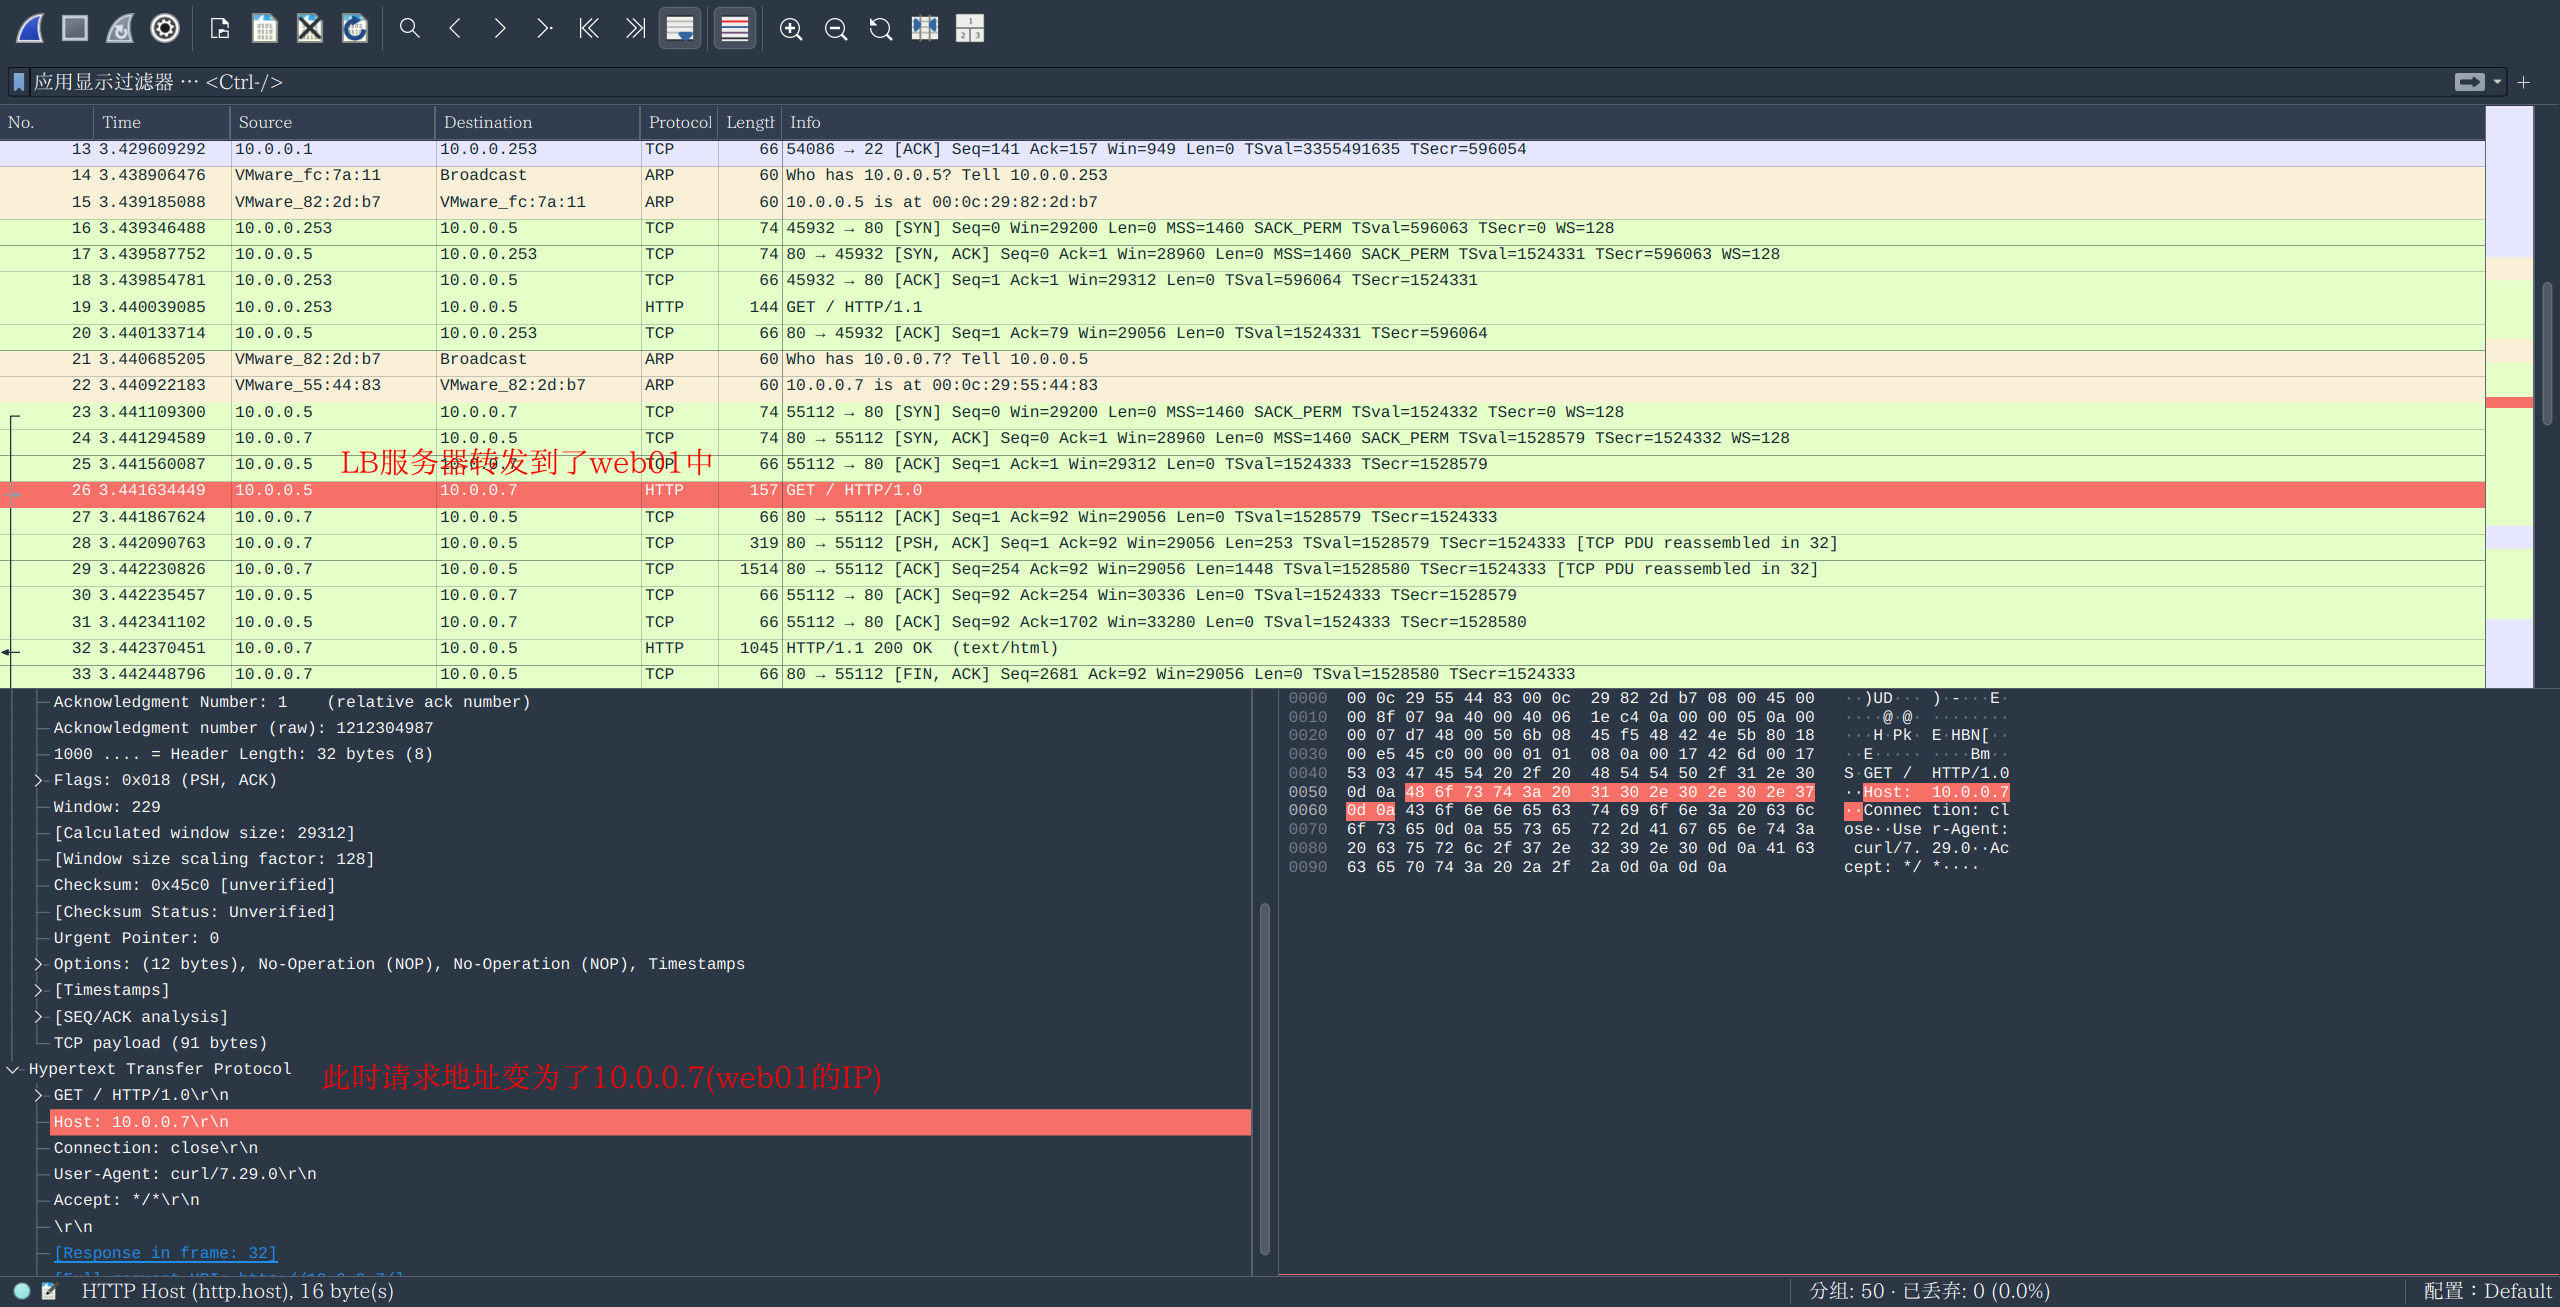 应用显示过滤器 ··· <Ctrl-/>
No. Time Source Destination Protocol Length Info
13 3.429609292 10.0.0.1 10.0.0.253 TCP 66 54086 → 22 [ACK] Seq=141 Ack=157 Win=949 Len=0 TSval=3355491635 TSecr=596054
14 3.438906476 VMware_fc:7a:11 Broadcast ARP 60 Who has 10.0.0.5? Tell 10.0.0.253
15 3.439185088 VMware_82:2d:b7 VMware_fc:7a:11 ARP 60 10.0.0.5 is at 00:0c:29:82:2d:b7
16 3.439346488 10.0.0.253 10.0.0.5 TCP 74 45932 → 80 [SYN] Seq=0 Win=29200 Len=0 MSS=1460 SACK_PERM TSval=596063 TSecr=0 WS=128
17 3.439587752 10.0.0.5 10.0.0.253 TCP 74 80 → 45932 [SYN, ACK] Seq=0 Ack=1 Win=28960 Len=0 MSS=1460 SACK_PERM TSval=1524331 TSecr=596063 WS=128
18 3.439854781 10.0.0.253 10.0.0.5 TCP 66 45932 → 80 [ACK] Seq=1 Ack=1 Win=29312 Len=0 TSval=596064 TSecr=1524331
19 3.440039085 10.0.0.253 10.0.0.5 HTTP 144 GET / HTTP/1.1
20 3.440133714 10.0.0.5 10.0.0.253 TCP 66 80 → 45932 [ACK] Seq=1 Ack=79 Win=29056 Len=0 TSval=1524331 TSecr=596064
21 3.440685205 VMware_82:2d:b7 Broadcast ARP 60 Who has 10.0.0.7? Tell 10.0.0.5
22 3.440922183 VMware_55:44:83 VMware_82:2d:b7 ARP 60 10.0.0.7 is at 00:0c:29:55:44:83
23 3.441109300 10.0.0.5 10.0.0.7 TCP 74 55112 → 80 [SYN] Seq=0 Win=29200 Len=0 MSS=1460 SACK_PERM TSval=1524332 TSecr=0 WS=128
24 3.441294589 10.0.0.7 10.0.0.5 TCP 74 80 → 55112 [SYN, ACK] Seq=0 Ack=1 Win=28960 Len=0 MSS=1460 SACK_PERM TSval=1528579 TSecr=1524332 WS=128
25 3.441560087 10.0.0.5 10.0.0.7 TCP 66 55112 → 80 [ACK] Seq=1 Ack=1 Win=29312 Len=0 TSval=1524333 TSecr=1528579
LB服务器转发到了web01中
26 3.441634449 10.0.0.5 10.0.0.7 HTTP 157 GET / HTTP/1.0
27 3.441867624 10.0.0.7 10.0.0.5 TCP 66 80 → 55112 [ACK] Seq=1 Ack=92 Win=29056 Len=0 TSval=1528579 TSecr=1524333
28 3.442090763 10.0.0.7 10.0.0.5 TCP 319 80 → 55112 [PSH, ACK] Seq=1 Ack=92 Win=29056 Len=253 TSval=1528579 TSecr=1524333 [TCP PDU reassembled in 32]
29 3.442230826 10.0.0.7 10.0.0.5 TCP 1514 80 → 55112 [ACK] Seq=254 Ack=92 Win=29056 Len=1448 TSval=1528580 TSecr=1524333 [TCP PDU reassembled in 32]
30 3.442235457 10.0.0.5 10.0.0.7 TCP 66 55112 → 80 [ACK] Seq=92 Ack=254 Win=30336 Len=0 TSval=1524333 TSecr=1528579
31 3.442341102 10.0.0.5 10.0.0.7 TCP 66 55112 → 80 [ACK] Seq=92 Ack=1702 Win=33280 Len=0 TSval=1524333 TSecr=1528580
32 3.442370451 10.0.0.7 10.0.0.5 HTTP 1045 HTTP/1.1 200 OK (text/html)
33 3.442448796 10.0.0.7 10.0.0.5 TCP 66 80 → 55112 [FIN, ACK] Seq=2681 Ack=92 Win=29056 Len=0 TSval=1528580 TSecr=1524333
Acknowledgment Number: 1 (relative ack number)
Acknowledgment number (raw): 1212304987
1000 .... = Header Length: 32 bytes (8)
Flags: 0x018 (PSH, ACK)
Window: 229
[Calculated window size: 29312]
[Window size scaling factor: 128]
Checksum: 0x45c0 [unverified]
[Checksum Status: Unverified]
Urgent Pointer: 0
Options: (12 bytes), No-Operation (NOP), No-Operation (NOP), Timestamps
[Timestamps]
[SEQ/ACK analysis]
TCP payload (91 bytes)
Hypertext Transfer Protocol
此时请求地址变为了10.0.0.7(web01的IP)
GET / HTTP/1.0\r\n
Host: 10.0.0.7\r\n
Connection: close\r\n
User-Agent: curl/7.29.0\r\n
Accept: */*\r\n
\r\n
[Response in frame: 32]
0000 00 0c 29 55 44 83 00 0c 29 82 2d b7 08 00 45 00 ··)UD··· )·-···E·
0010 00 8f 07 9a 40 00 40 06 1e c4 0a 00 00 05 0a 00 ····@·@· ········
0020 00 07 d7 48 00 50 6b 08 45 f5 48 42 4e 5b 80 18 ···H·Pk· E·HBN[··
0030 00 e5 45 c0 00 00 01 01 08 0a 00 17 42 6d 00 17 ··E····· ····Bm··
0040 53 03 47 45 54 20 2f 20 48 54 54 50 2f 31 2e 30 S·GET / HTTP/1.0
0050 0d 0a 48 6f 73 74 3a 20 31 30 2e 30 2e 30 2e 37 ··Host: 10.0.0.7
0060 0d 0a 43 6f 6e 6e 65 63 74 69 6f 6e 3a 20 63 6c ··Connec tion: cl
0070 6f 73 65 0d 0a 55 73 65 72 2d 41 67 65 6e 74 3a ose··Use r-Agent:
0080 20 63 75 72 6c 2f 37 2e 32 39 2e 30 0d 0a 41 63 curl/7. 29.0··Ac
0090 63 65 70 74 3a 20 2a 2f 2a 0d 0a 0d 0a cept: */ *····
HTTP Host (http.host), 16 byte(s)
分组: 50 · 已丢弃: 0 (0.0%)
配置：Default